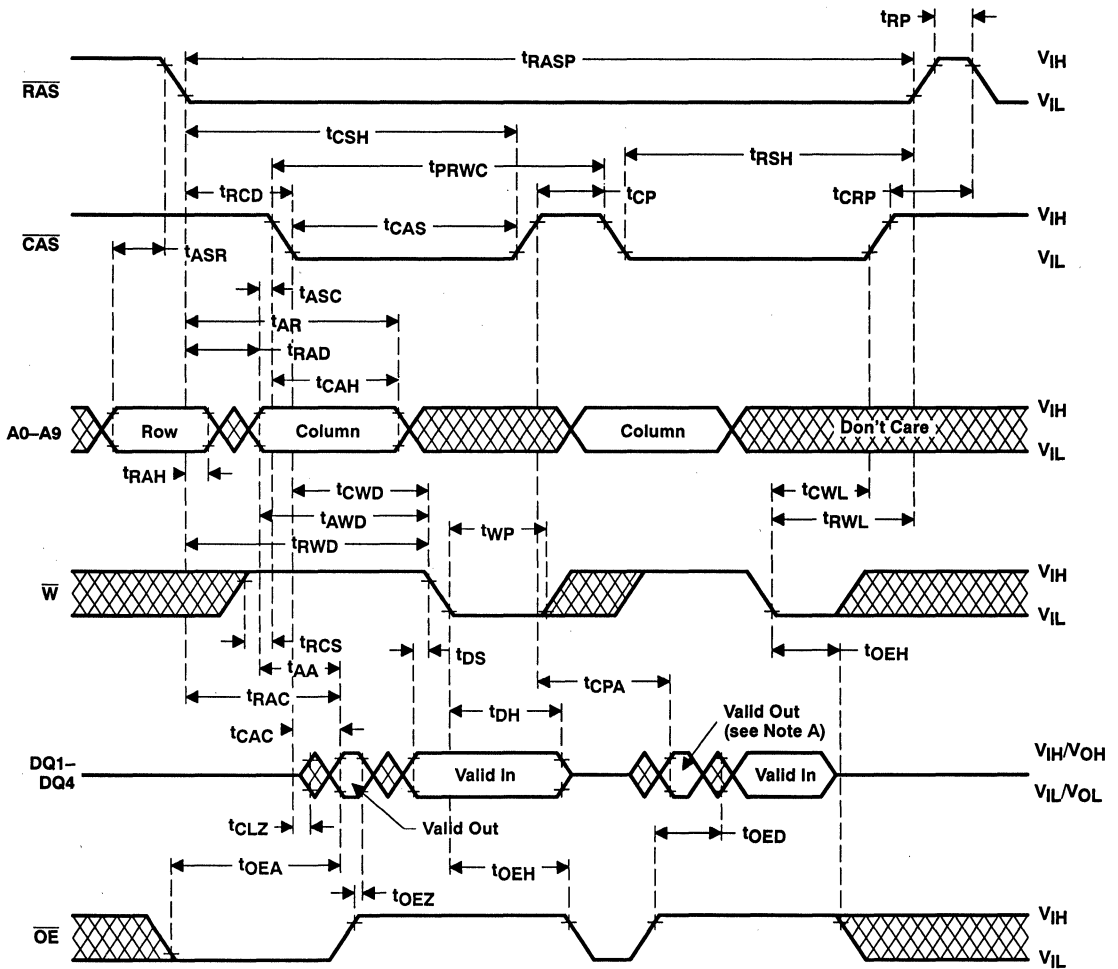 tRP
tRASP
VIH
RAS
VIL
tCSH
tPRWC
tRSH
tRCD
tCP
tCRP
VIH
CAS
tCAS
tASR
VIL
tASC
tAR
tRAD
tCAH
VIH
A0–A9
Row
Column
Column
Don't Care
VIL
tRAH
tCWD
tCWL
tAWD
tWP
tRWL
tRWD
VIH
W
VIL
tRCS
tDS
tOEH
tAA
tCPA
tRAC
tDH
Valid Out
(see Note A)
tCAC
DQ1–
DQ4
Valid In
Valid In
VIH/VOH
VIL/VOL
tCLZ
Valid Out
tOED
tOEA
tOEH
tOEZ
VIH
OE
VIL